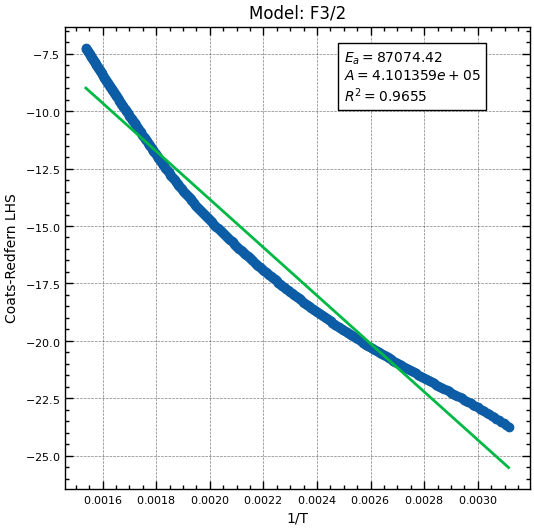 Model: F3/2
E_a = 87074.42
A = 4.101359e + 05
R² = 0.9655
Coats-Redfern LHS
−7.5
−10.0
−12.5
−15.0
−17.5
−20.0
−22.5
−25.0
0.0016 0.0018 0.0020 0.0022 0.0024 0.0026 0.0028 0.0030
1/T